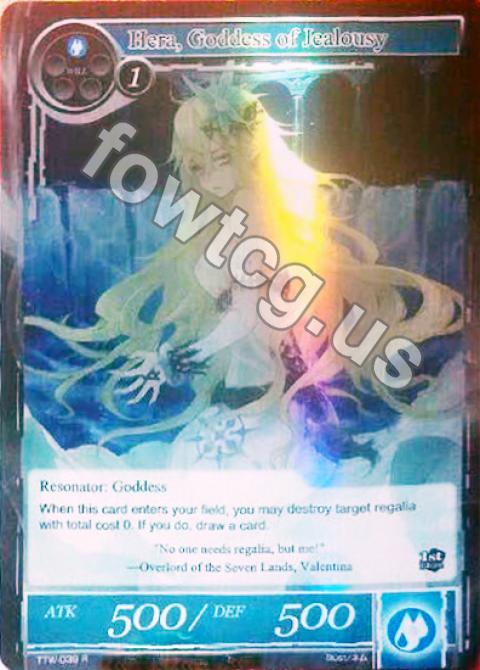 Hera, Goddess of Jealousy
WILL
1
fowtcg.us
Resonator: Goddess
When this card enters your field, you may destroy target regalia
with total cost 0. If you do, draw a card.
"No one needs regalia, but me!"
—Overlord of the Seven Lands, Valentina
1st
ATK 500 / DEF 500
TTW-039 R